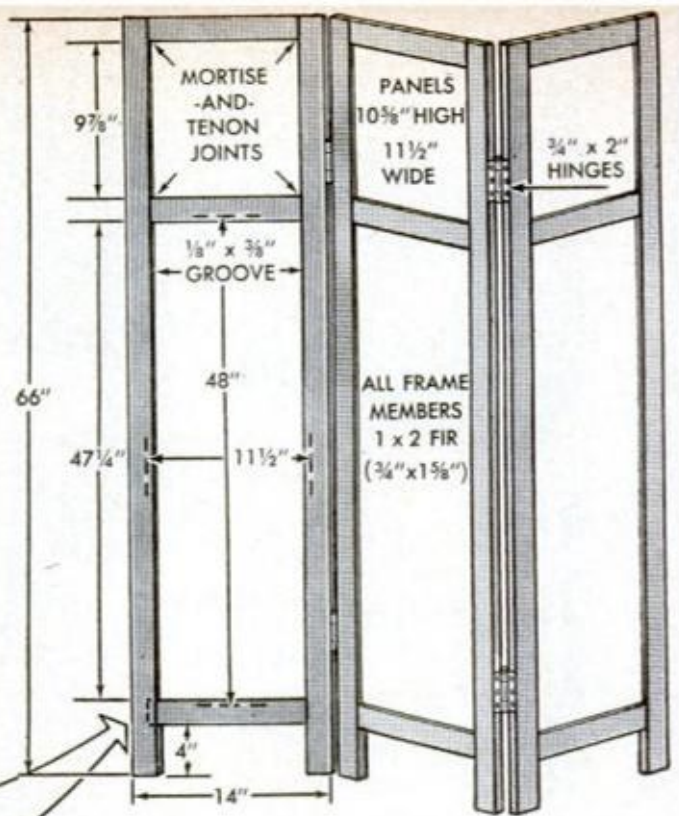 MORTISE
-AND-
TENON
JOINTS
9⅞"
PANELS
10⅝" HIGH
11½"
WIDE
¾" x 2"
HINGES
⅛" x ⅜"
GROOVE
66"
48"
47¼"
11½"
ALL FRAME
MEMBERS
1 x 2 FIR
(¾"x1⅝")
4"
14"